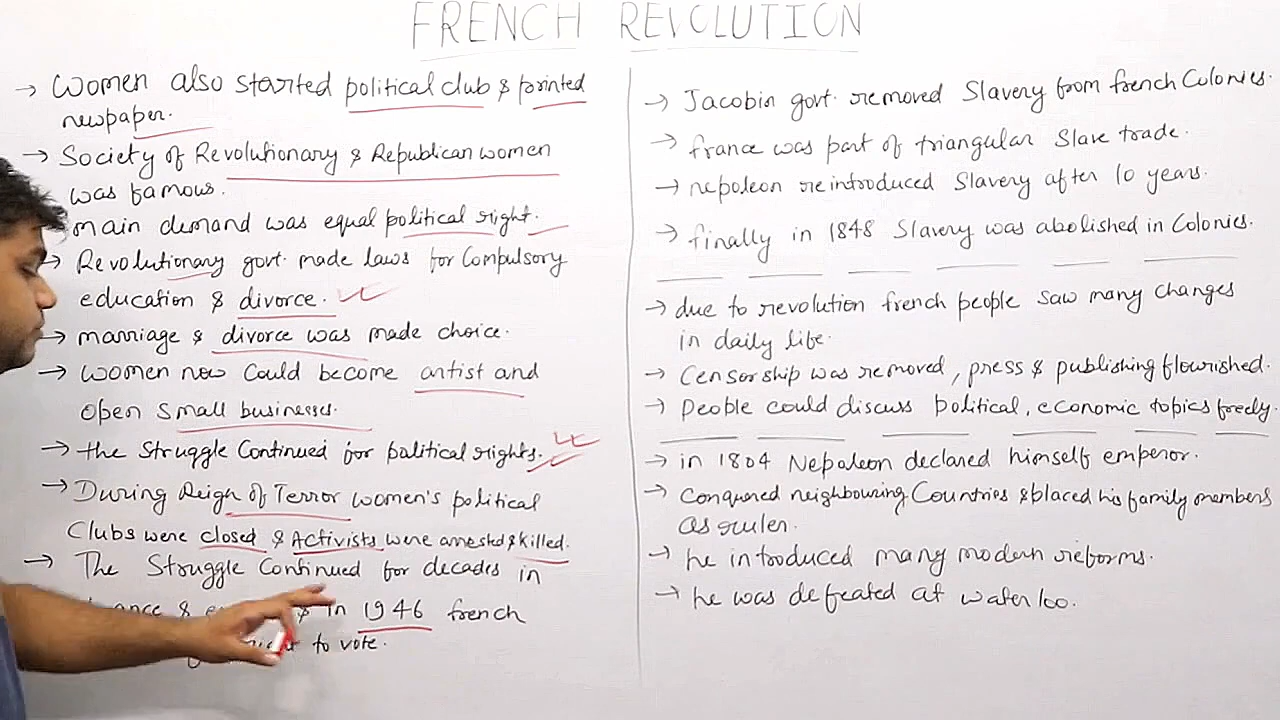 FRENCH REVOLUTION
→ Women also started political club & printed
newspaper.
→ Society of Revolutionary & Republican women
was famous.
main demand was equal political right.
→ Revolutionary govt. made laws for Compulsory
education & divorce.
→ marriage & divorce was made choice.
→ women now could become artist and
open small businesses.
→ the struggle Continued for political rights.
→ During Reign of Terror women's political
Clubs were closed & Activists were arrested & killed.
→ The Struggle Continued for decades in
& in 1946 french
to vote.
→ Jacobin govt. removed Slavery from french Colonies.
→ france was part of triangular Slave trade.
→ nepoleon reintroduced Slavery after 10 years.
→ finally in 1848 Slavery was abolished in Colonies.
→ due to revolution french people saw many changes
in daily life.
→ Censorship was removed, press & publishing flourished.
→ People could discuss political, economic topics freely.
→ in 1804 Nepoleon declared himself emperor.
→ Conquered neighbouring Countries & placed his family members
as ruler.
→ he introduced many modern reforms.
→ he was defeated at waterloo.